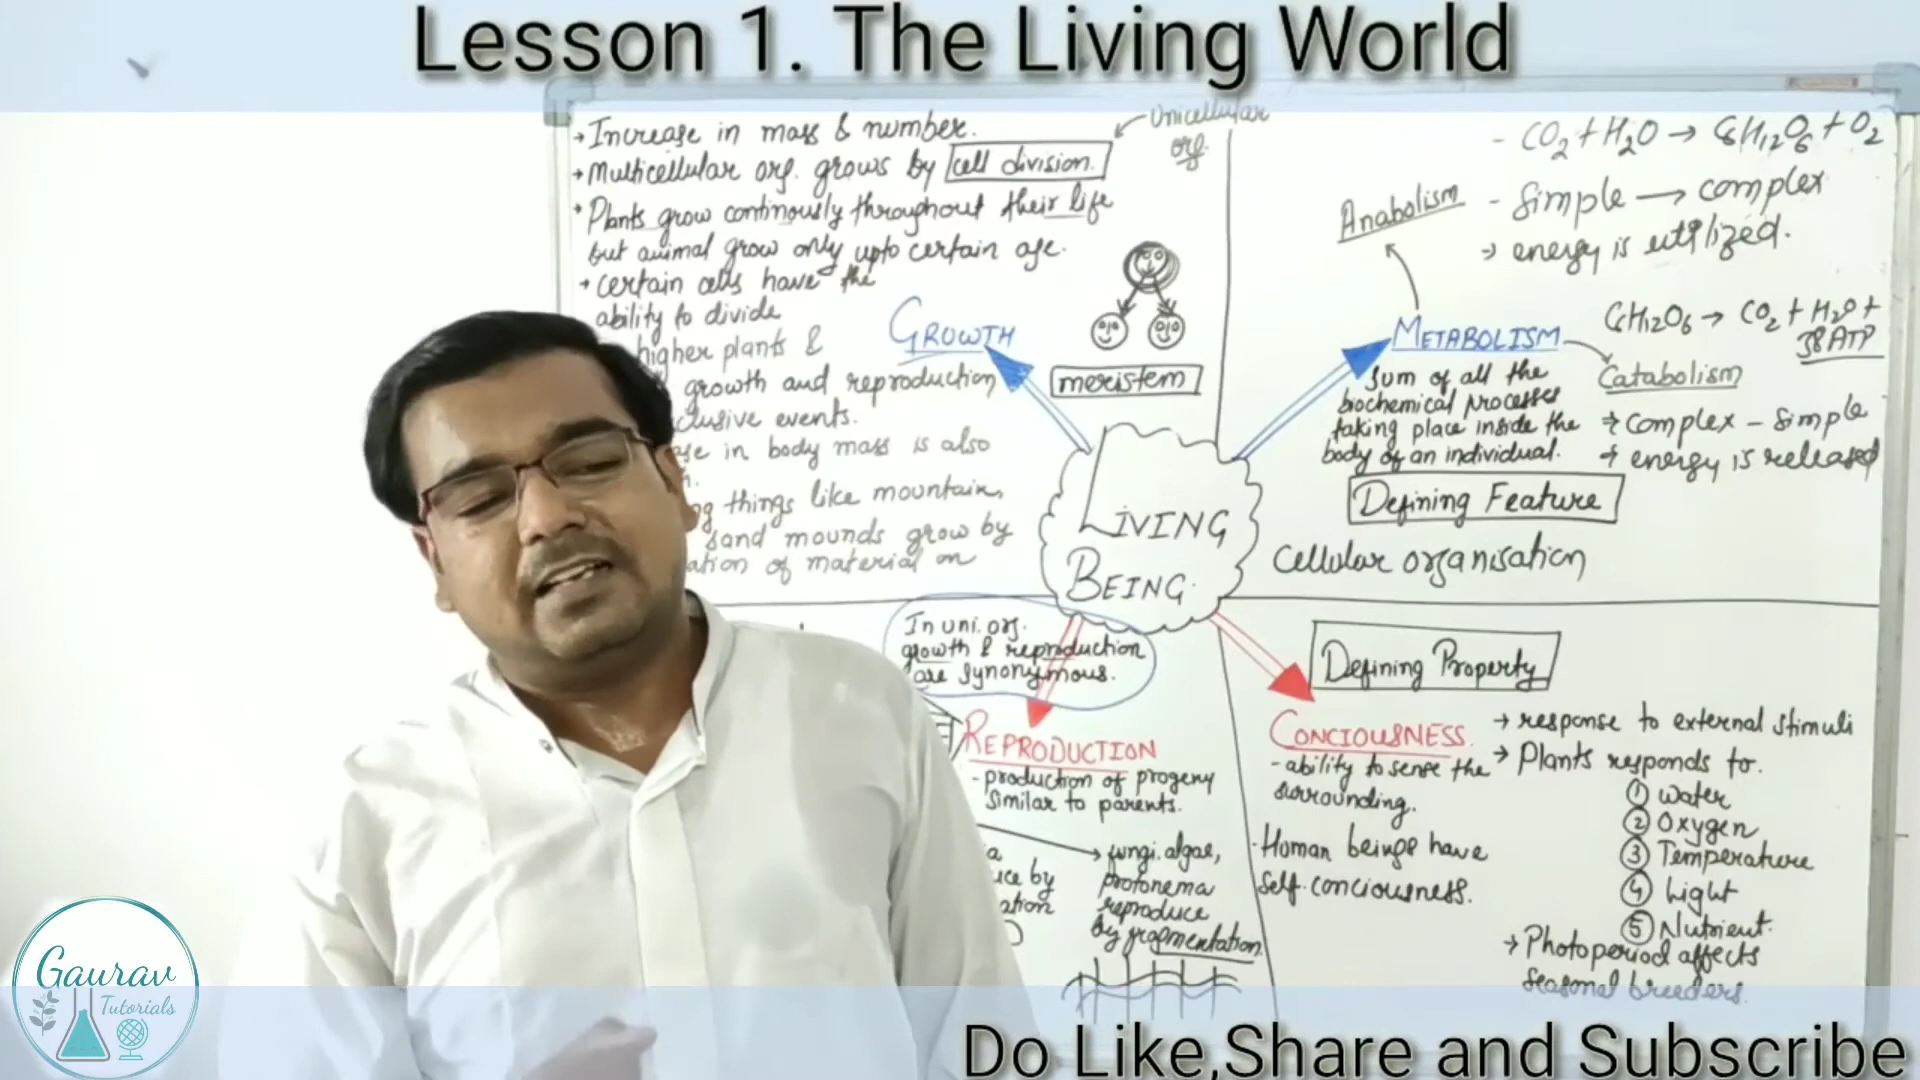 Lesson 1. The Living World
→ Increase in mass & number.
Unicellular
org.
→ Multicellular org. grows by cell division.
• Plants grow continously throughout their life
but animal grow only upto certain age.
→ certain cells have the
ability to divide
higher plants &
growth and reproduction
clusive events.
in body mass is also
things like mountain,
sand mounds grow by
of material on
GROWTH
meristem
- CO2 + H2O → C6H12O6 + O2
Anabolism
- Simple → complex
→ energy is utilized.
METABOLISM
C6H12O6 → CO2 + H2O +
38 ATP
Catabolism
→ complex - simple
→ energy is released
Sum of all the
biochemical processes
taking place inside the
body of an individual.
Defining Feature
Cellular organisation
LIVING
BEING.
In uni. org.
growth & reproduction
are synonymous.
REPRODUCTION
- production of progeny
similar to parents.
by
→ fungi, algae,
protonema
reproduce
by fragmentation
Defining Property
CONCIOUSNESS
- ability to sense the
surrounding.
Human beings have
self conciousness.
→ response to external stimuli
→ Plants responds to.
① water
② Oxygen
③ Temperature
④ Light
⑤ Nutrient.
→ Photoperiod affects
seasonal breeders.
Gaurav
Tutorials
Do Like,Share and Subscribe